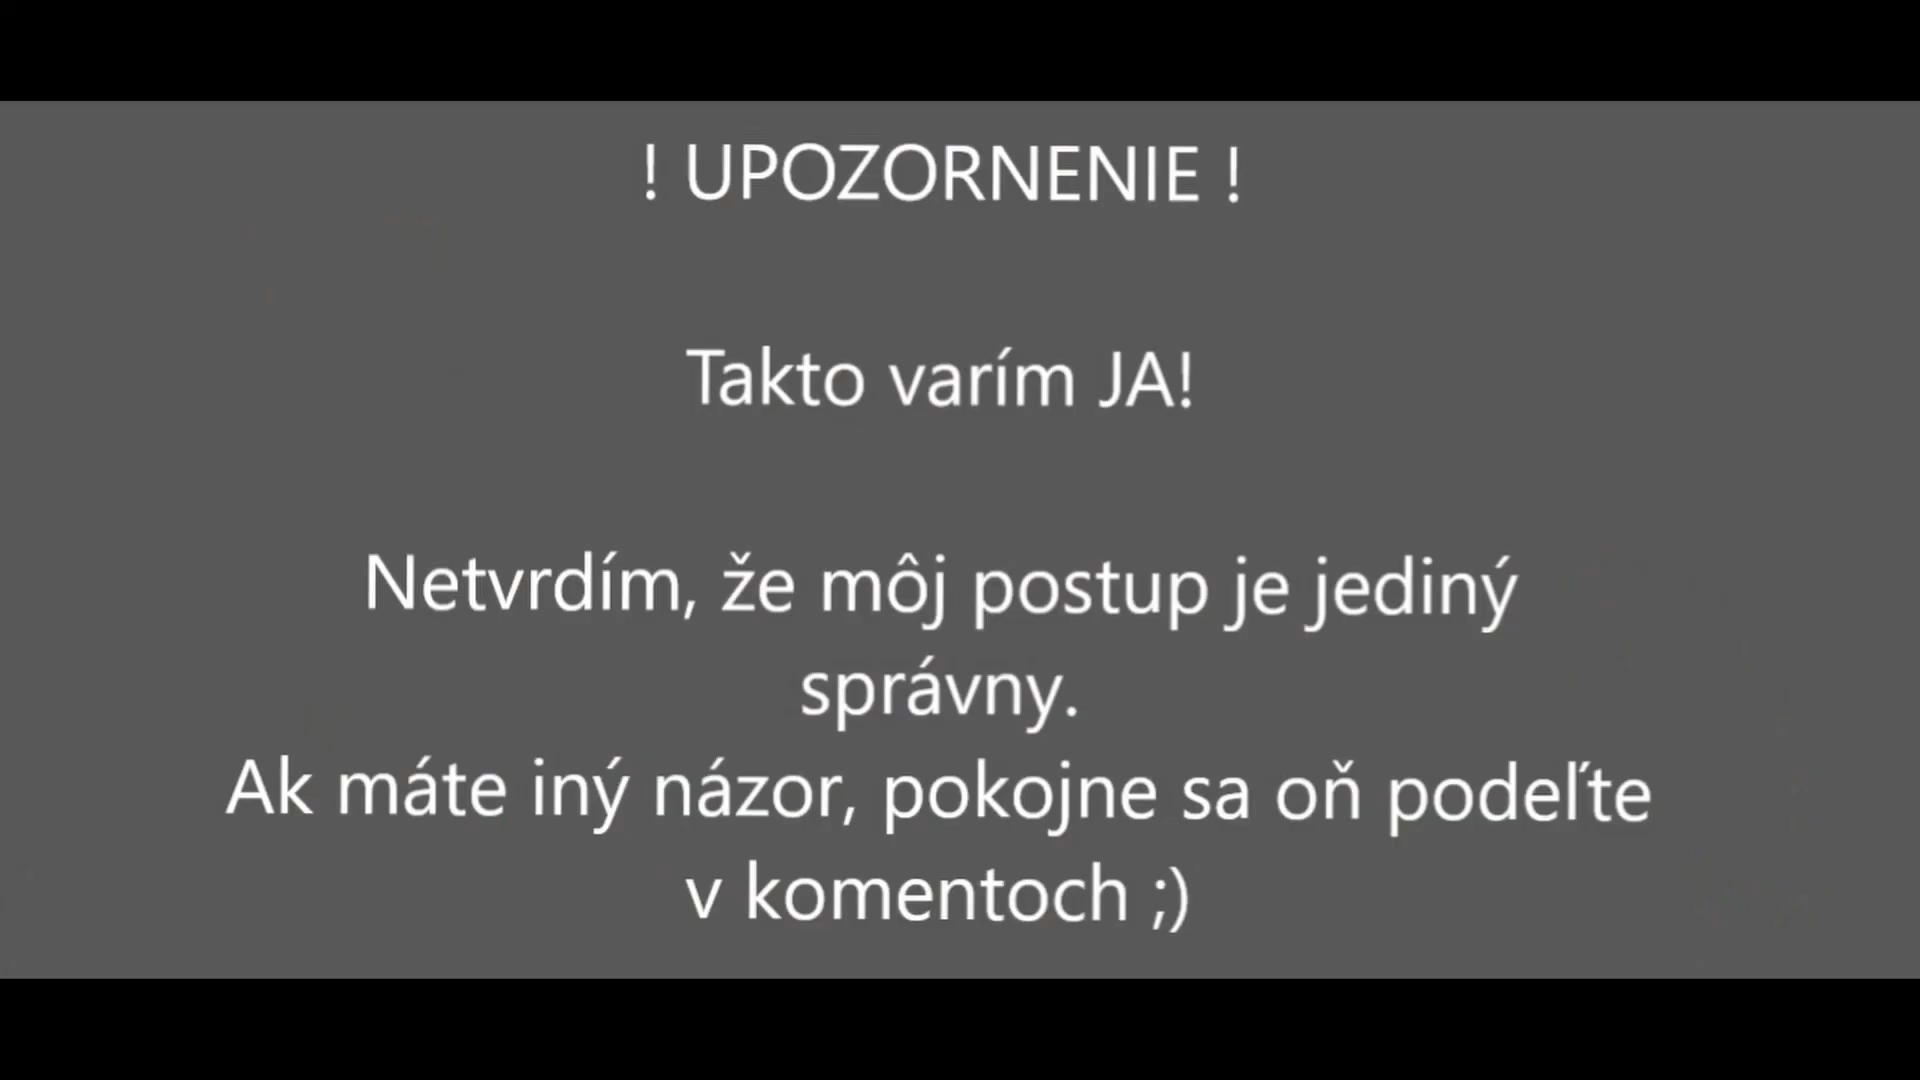 ! UPOZORNENIE !
Takto varím JA!
Netvrdím, že môj postup je jediný
správny.
Ak máte iný názor, pokojne sa oň podeľte
v komentoch ;)